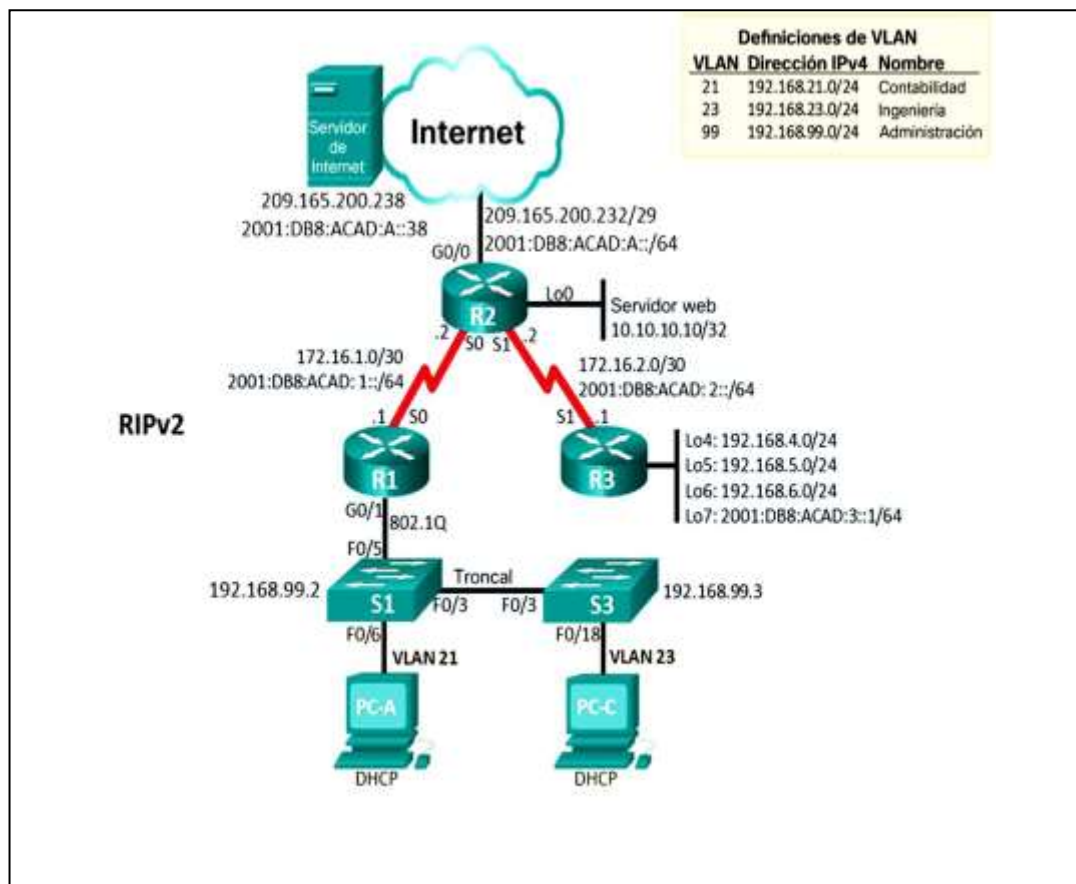 Definiciones de VLAN
VLAN Dirección IPv4 Nombre
21 192.168.21.0/24 Contabilidad
23 192.168.23.0/24 Ingeniería
99 192.168.99.0/24 Administración
Servidor
de
Internet
Internet
209.165.200.238
2001:DB8:ACAD:A::38
209.165.200.232/29
2001:DB8:ACAD:A::/64
G0/0
R2
Lo0
Servidor web
10.10.10.10/32
.2
S0
S1
.2
172.16.1.0/30
2001:DB8:ACAD: 1::/64
172.16.2.0/30
2001:DB8:ACAD: 2::/64
RIPv2
.1
S0
S1
.1
R1
R3
Lo4: 192.168.4.0/24
Lo5: 192.168.5.0/24
Lo6: 192.168.6.0/24
Lo7: 2001:DB8:ACAD:3::1/64
G0/1
802.1Q
F0/5
192.168.99.2
S1
Troncal
F0/3
F0/3
S3
192.168.99.3
F0/6
F0/18
VLAN 21
VLAN 23
PC-A
PC-C
DHCP
DHCP